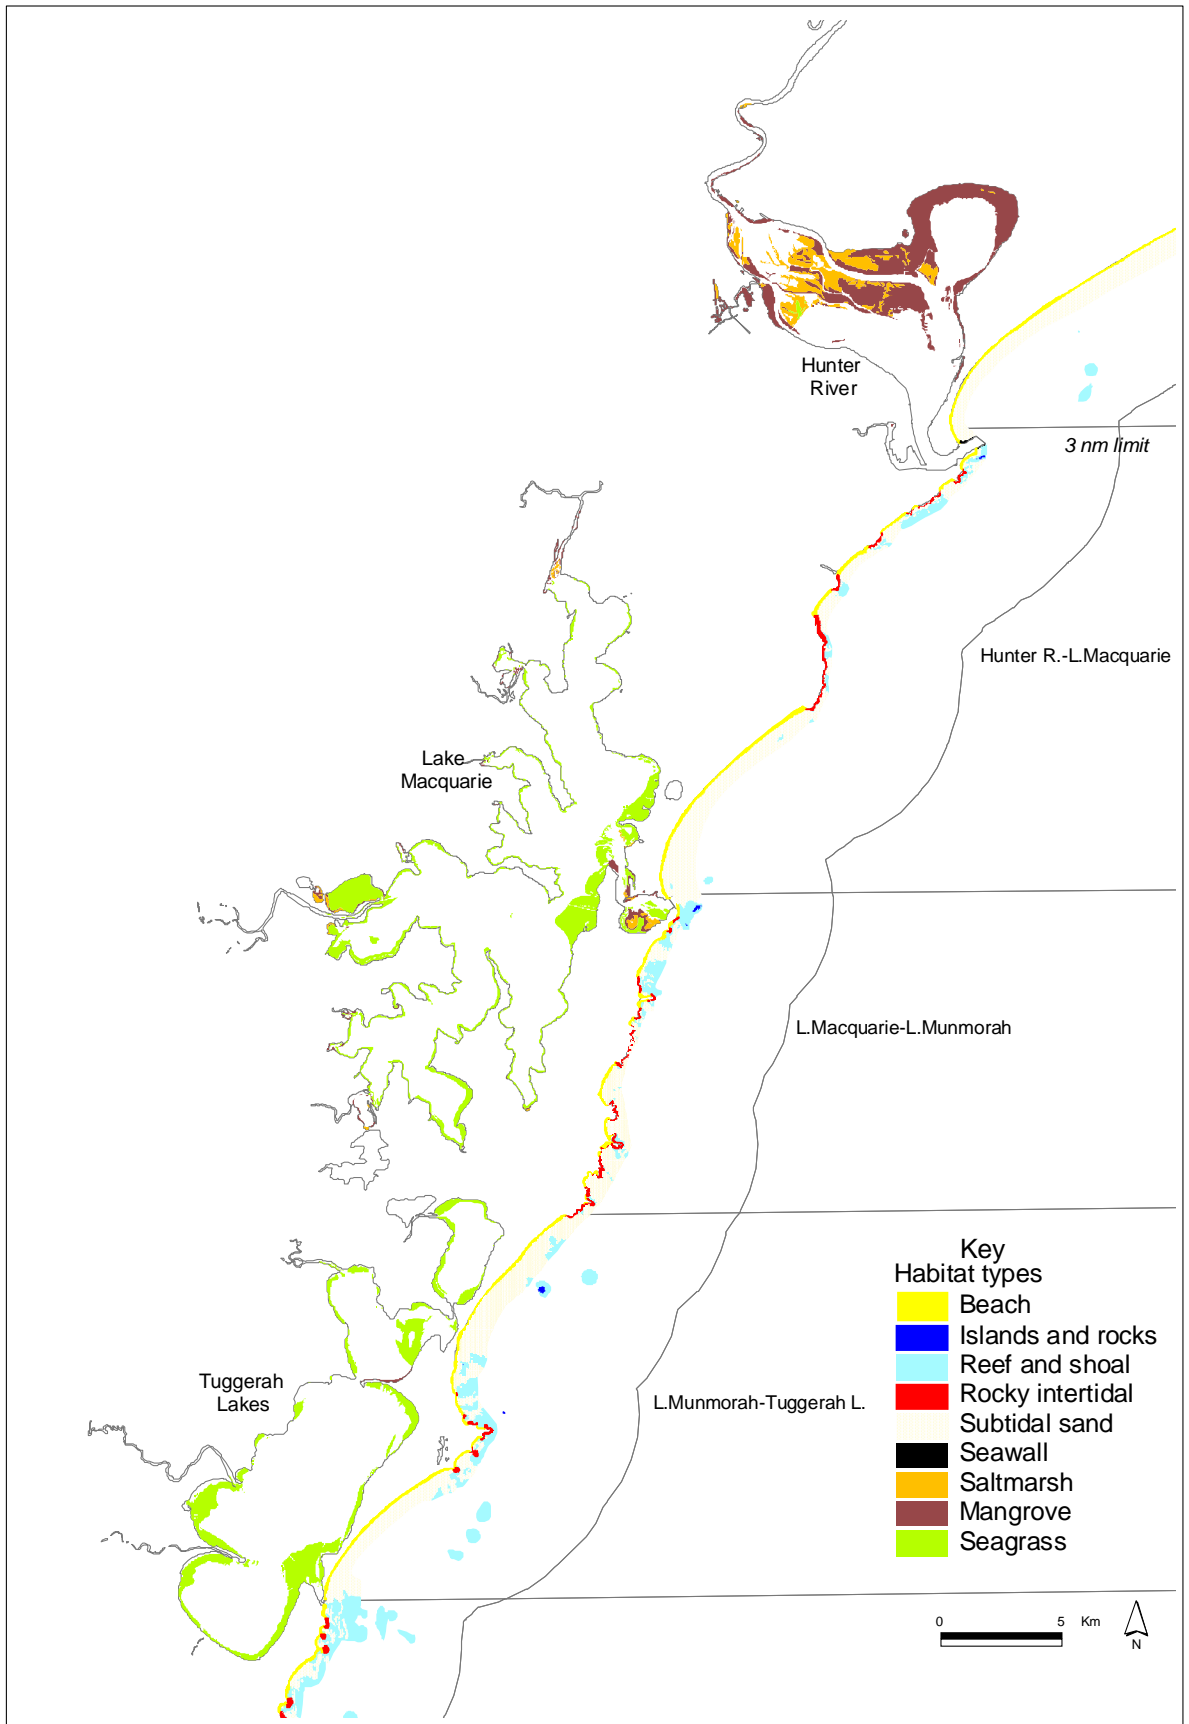 Hunter
River
3 nm limit
Hunter R.-L.Macquarie
Lake
Macquarie
L.Macquarie-L.Munmorah
Tuggerah
Lakes
L.Munmorah-Tuggerah L.
Key
Habitat types
Beach
Islands and rocks
Reef and shoal
Rocky intertidal
Subtidal sand
Seawall
Saltmarsh
Mangrove
Seagrass
0 5 Km
N